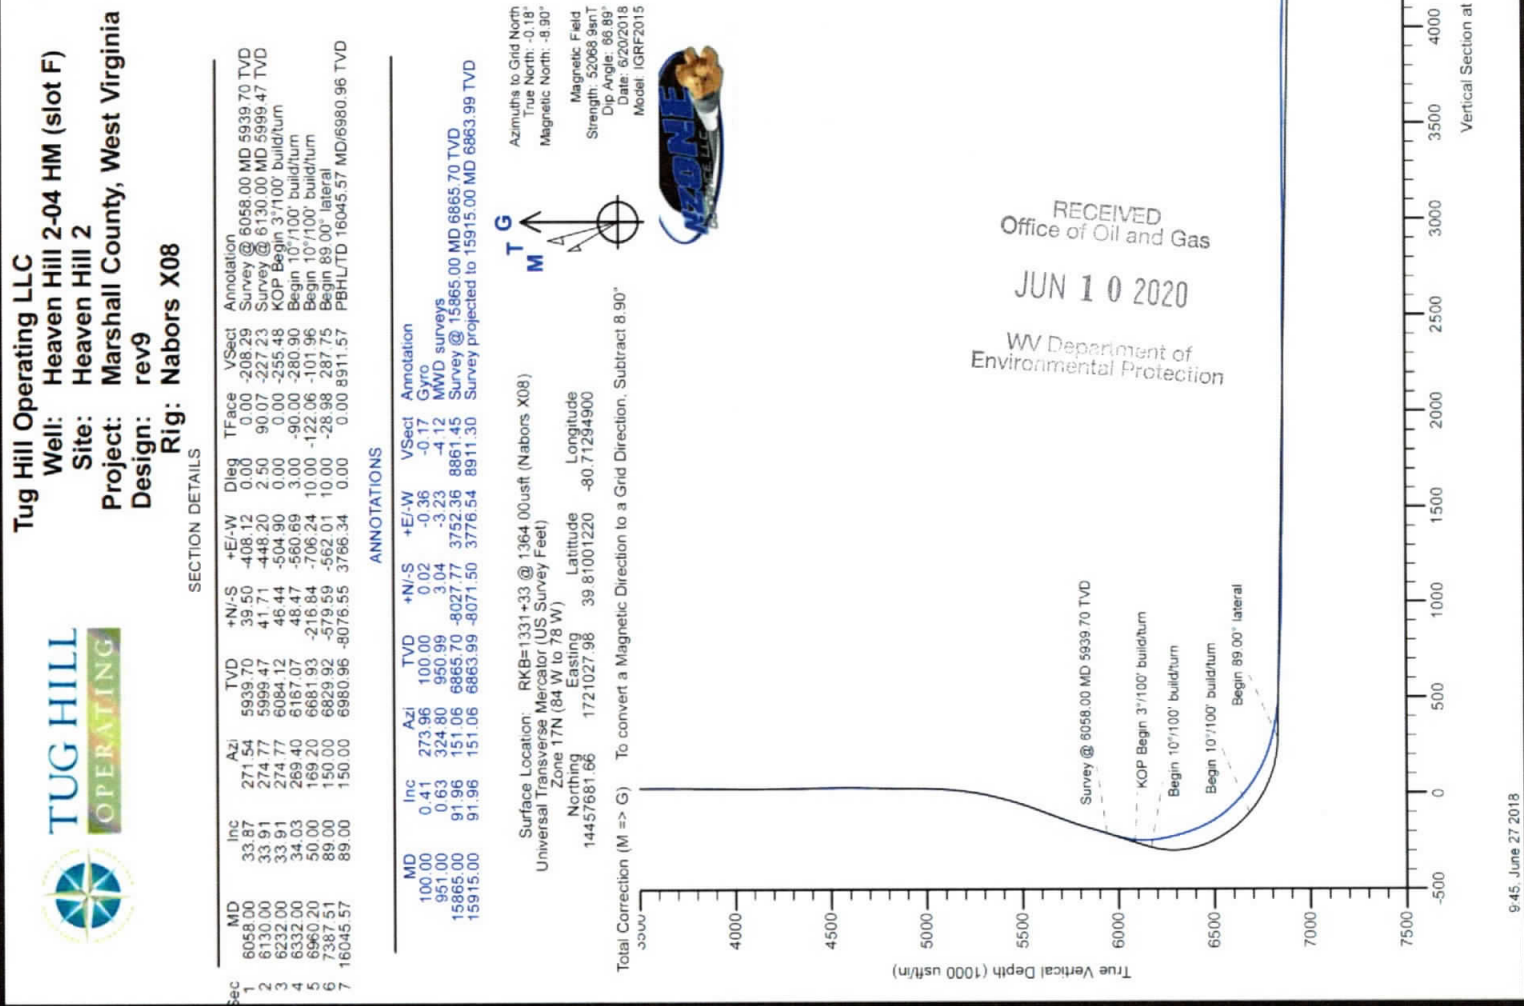 Tug Hill Operating LLC
Well: Heaven Hill 2-04 HM (slot F)
Site: Heaven Hill 2
Project: Marshall County, West Virginia
Design: rev9
Rig: Nabors X08
TUG HILL
OPERATING
SECTION DETAILS
Sec MD Inc Azi TVD +N/-S +E/-W Dleg TFace VSect Annotation
1 6058.00 33.87 271.54 5939.70 39.50 -408.12 0.00 0.00 -208.29 Survey @ 6058.00 MD 5939.70 TVD
2 6130.00 33.91 274.77 5999.47 41.71 -448.20 2.50 90.07 -227.23 Survey @ 6130.00 MD 5999.47 TVD
3 6232.00 33.91 274.77 6084.12 46.44 -504.90 0.00 0.00 -255.48 KOP Begin 3°/100' build/turn
4 6332.00 34.03 269.40 6167.07 48.47 -560.69 3.00 -90.00 -280.90 Begin 10°/100' build/turn
5 6960.20 50.00 169.20 6681.93 -216.84 -706.24 10.00 -122.06 -101.96 Begin 10°/100' build/turn
6 7387.51 89.00 150.00 6829.92 -579.59 -562.01 10.00 -28.98 287.75 Begin 89.00° lateral
7 16045.57 89.00 150.00 6980.96 -8076.55 3766.34 0.00 0.00 8911.57 PBHL/TD 16045.57 MD/6980.96 TVD
ANNOTATIONS
MD Inc Azi TVD +N/-S +E/-W VSect Annotation
100.00 0.41 273.96 100.00 0.02 -0.36 -0.17 Gyro
951.00 0.63 324.80 950.99 3.04 -3.23 -4.12 MWD surveys
15865.00 91.96 151.06 6865.70 -8027.77 3752.36 8861.45 Survey @ 15865.00 MD 6865.70 TVD
15915.00 91.96 151.06 6863.99 -8071.50 3776.54 8911.30 Survey projected to 15915.00 MD 6863.99 TVD
Surface Location: RKB=1331+33 @ 1364.00usft (Nabors X08)
Universal Transverse Mercator (US Survey Feet)
Zone 17N (84 W to 78 W)
Northing Easting Latittude Longitude
14457681.66 1721027.98 39.81001220 -80.71294900
Total Correction (M => G) To convert a Magnetic Direction to a Grid Direction, Subtract 8.90°
M T G
Azimuths to Grid North
True North: -0.18°
Magnetic North: -8.90°
Magnetic Field
Strength: 52068.9snT
Dip Angle: 66.89°
Date: 6/20/2018
Model: IGRF2015
NZONE
RECEIVED
Office of Oil and Gas
JUN 10 2020
WV Department of
Environmental Protection
True Vertical Depth (1000 usft/in)
3500
4000
4500
5000
5500
6000
6500
7000
7500
Survey @ 6058.00 MD 5939.70 TVD
KOP Begin 3°/100' build/turn
Begin 10°/100' build/turn
Begin 10°/100' build/turn
Begin 89.00° lateral
-500 0 500 1000 1500 2000 2500 3000 3500 4000
Vertical Section at
9:45, June 27 2018